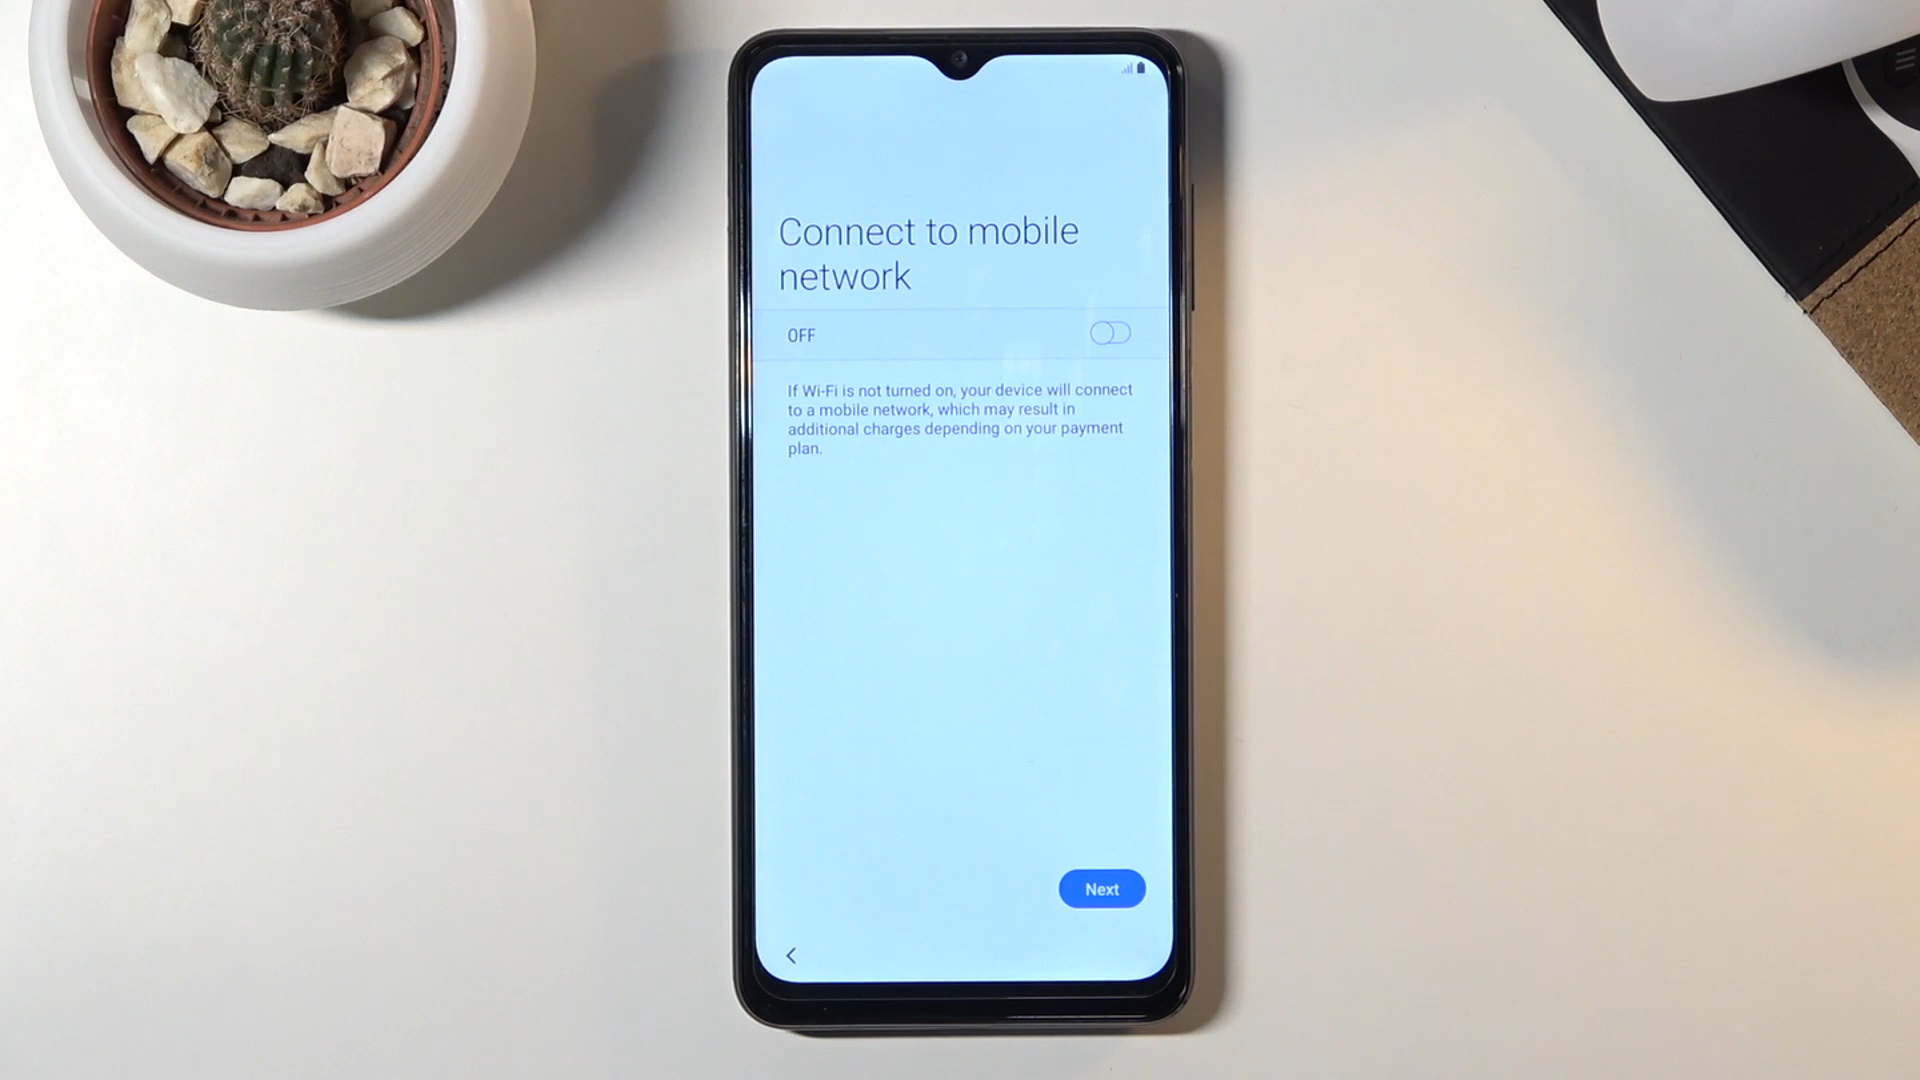 Connect to mobile
network
OFF
If Wi-Fi is not turned on, your device will connect
to a mobile network, which may result in
additional charges depending on your payment
plan.
Next